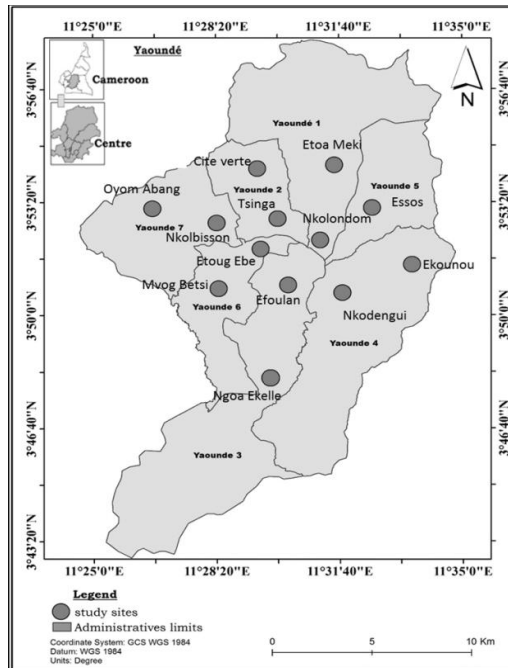 11°25'0"E 11°28'20"E 11°31'40"E 11°35'0"E
Yaoundé
Cameroon
Centre
N
3°56'40"N 3°56'40"N
Yaoundé 1
Etoa Meki
Cite verte
Yaounde 2
Yaounde 5
Oyom Abang
Tsinga
Essos
3°53'20"N 3°53'20"N
Yaounde 7
Nkolondom
Nkolbisson
Etoug Ebe
Ekounou
Mvog Betsi
Efoulan
Yaounde 6
Nkodengui
3°50'0"N 3°50'0"N
Yaounde 4
Ngoa Ekelle
3°46'40"N 3°46'40"N
Yaounde 3
3°43'20"N 3°43'20"N
11°25'0"E 11°28'20"E 11°31'40"E 11°35'0"E
Legend
study sites
Administratives limits
Coordinate System: GCS WGS 1984
Datum: WGS 1984
Units: Degree
0 5 10 Km